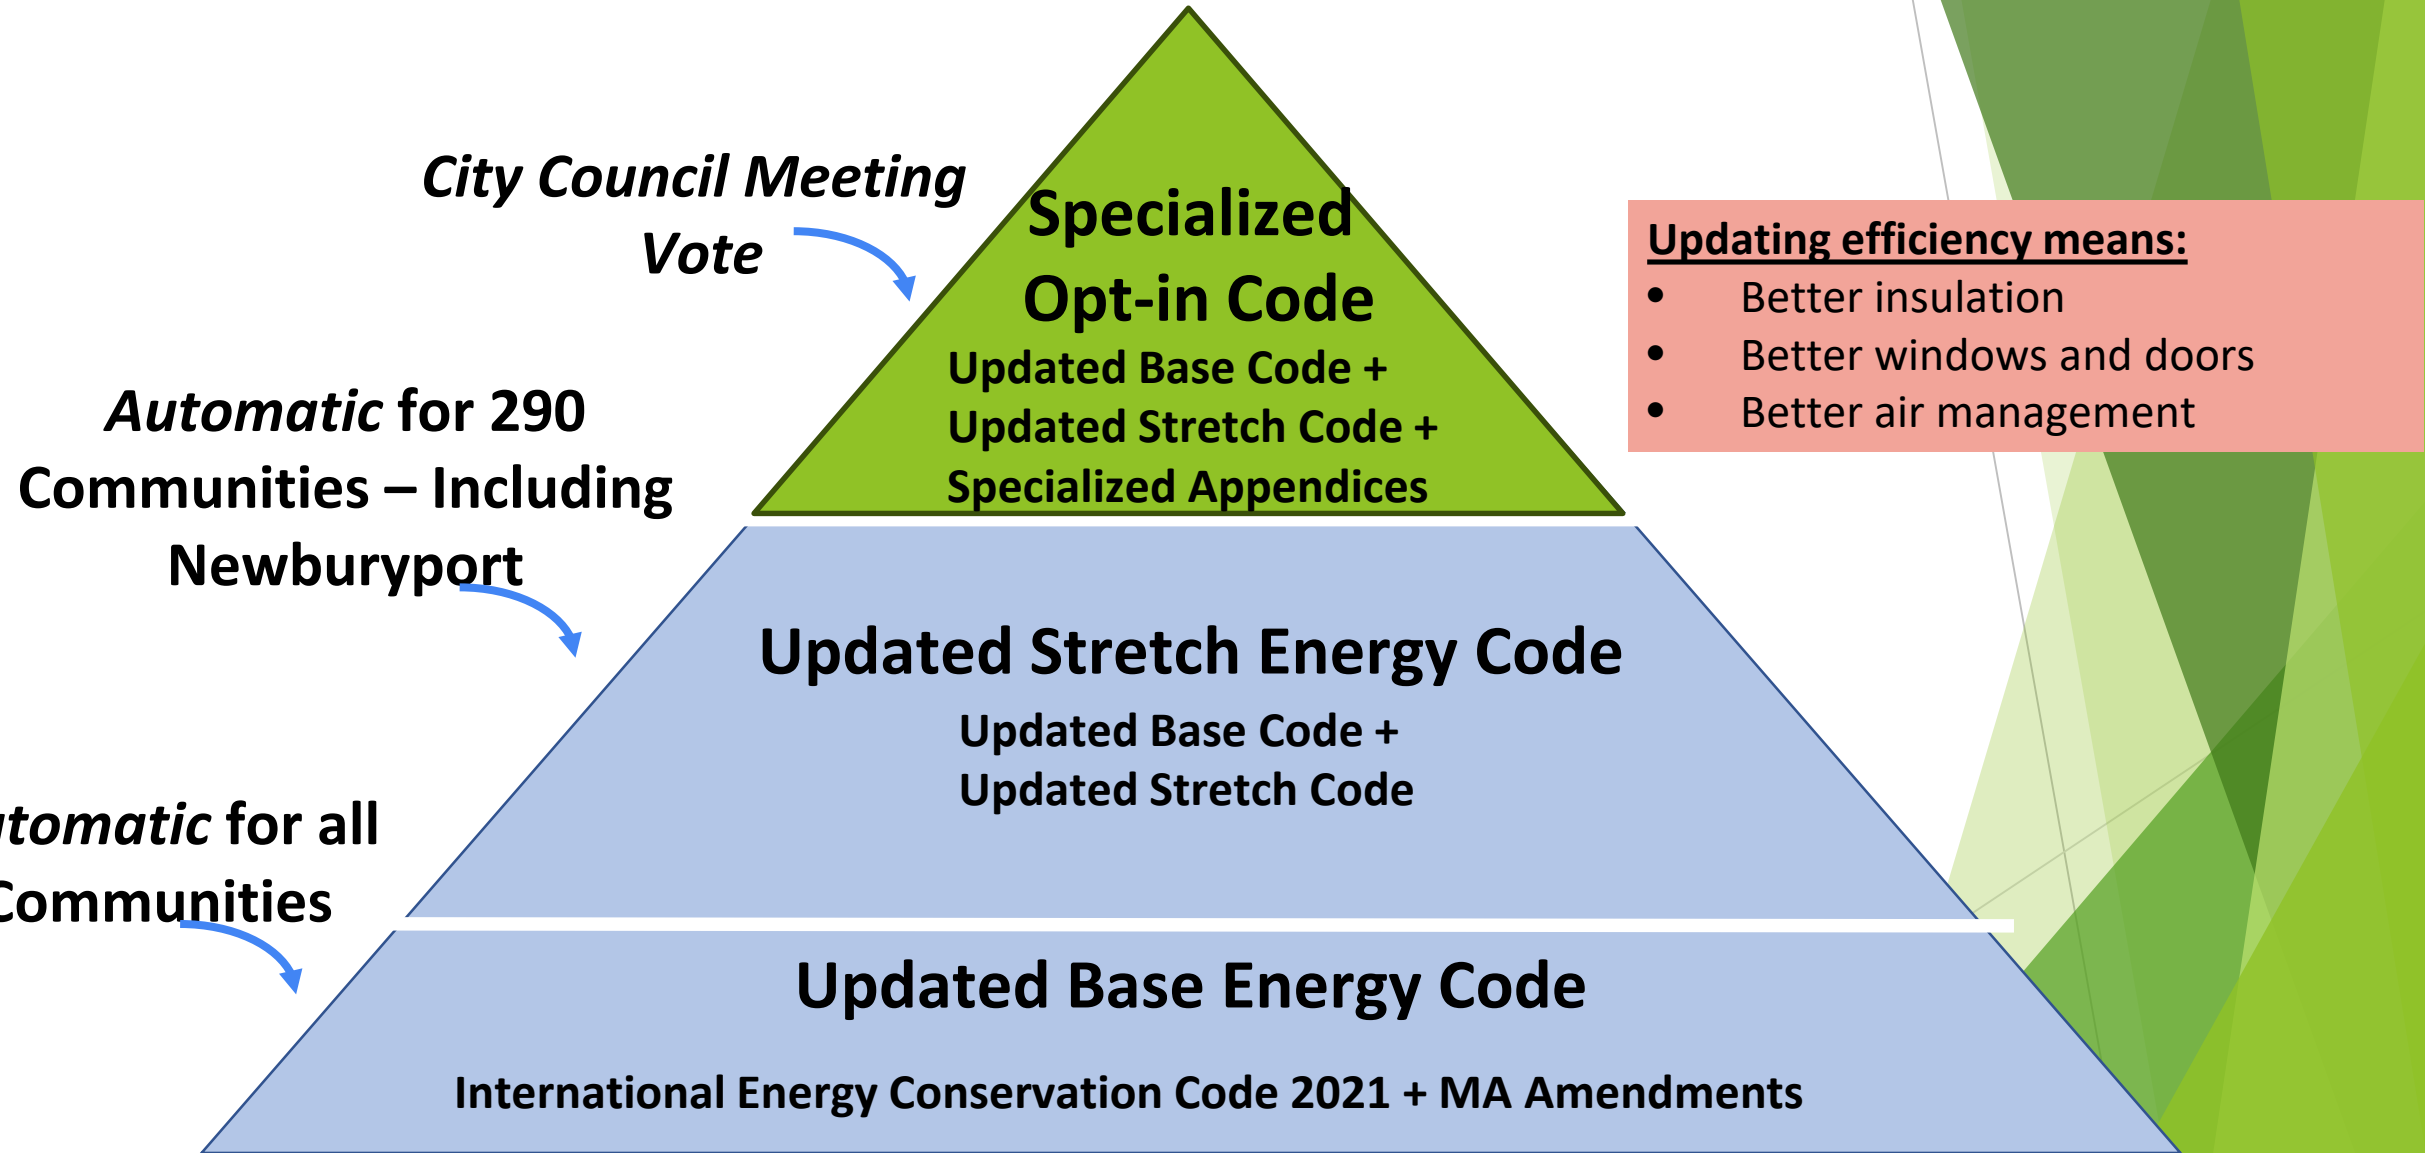 City Council Meeting
Vote
Specialized
Opt-in Code
Updated Base Code +
Updated Stretch Code +
Specialized Appendices
Updating efficiency means:
• Better insulation
• Better windows and doors
• Better air management
Automatic for 290
Communities – Including
Newburyport
Updated Stretch Energy Code
Updated Base Code +
Updated Stretch Code
tomatic for all
Communities
Updated Base Energy Code
International Energy Conservation Code 2021 + MA Amendments